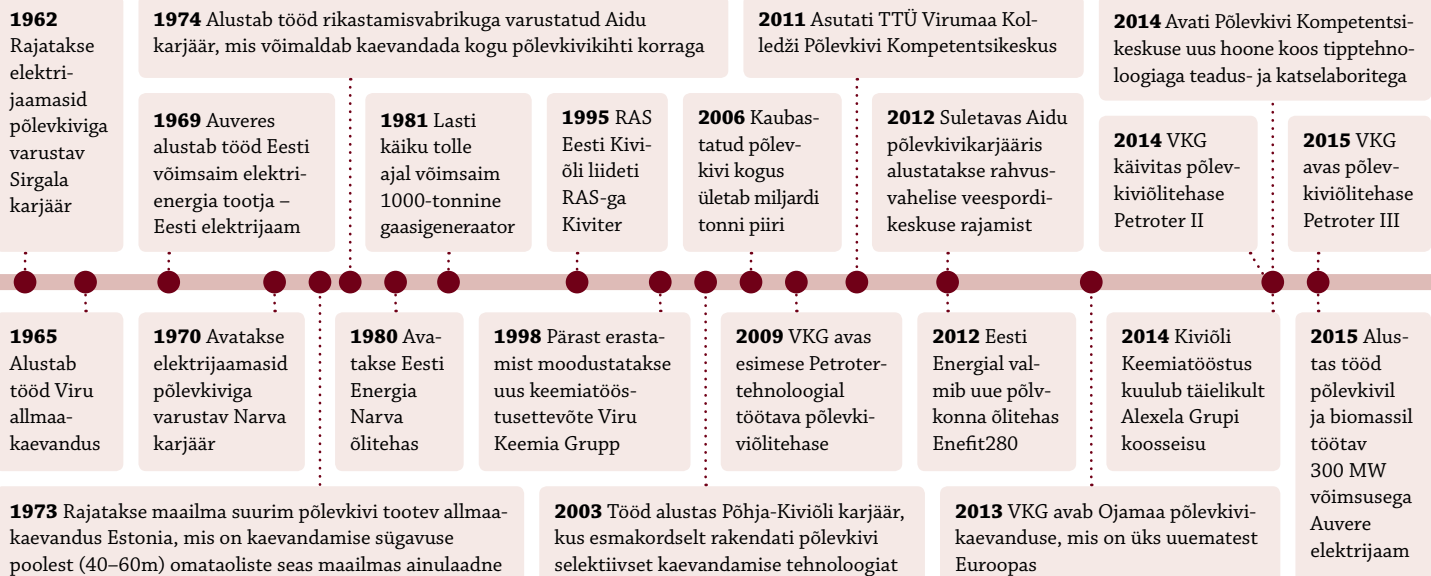 1962
Rajatakse
elektri-
jaamasid
põlevkiviga
varustav
Sirgala
karjäär
1974 Alustab tööd rikastamisvabrikuga varustatud Aidu
karjäär, mis võimaldab kaevandada kogu põlevkivikihti korraga
2011 Asutati TTÜ Virumaa Kol-
ledži Põlevkivi Kompetentsikeskus
2014 Avati Põlevkivi Kompetentsi-
keskuse uus hoone koos tipptehno-
loogiaga teadus- ja katselaboritega
1969 Auveres
alustab tööd Eesti
võimsaim elektri-
energia tootja –
Eesti elektrijaam
1981 Lasti
käiku tolle
ajal võimsaim
1000-tonnine
gaasigeneraator
1995 RAS
Eesti Kivi-
õli liideti
RAS-ga
Kiviter
2006 Kaubas-
tatud põlev-
kivi kogus
ületab miljardi
tonni piiri
2012 Suletavas Aidu
põlevkivikarjääris
alustatakse rahvus-
vahelise veespordi-
keskuse rajamist
2014 VKG
käivitas põlev-
kiviõlitehase
Petroter II
2015 VKG
avas põlev-
kiviõlitehase
Petroter III
1965
Alustab
tööd Viru
allmaa-
kaevandus
1970 Avatakse
elektrijaamasid
põlevkiviga
varustav Narva
karjäär
1980 Ava-
takse Eesti
Energia
Narva
õlitehas
1998 Pärast erasta-
mist moodustatakse
uus keemiatöös-
tusettevõte Viru
Keemia Grupp
2009 VKG avas
esimese Petroter-
tehnoloogial
töötava põlevki-
viõlitehase
2012 Eesti
Energial val-
mib uue põlv-
konna õlitehas
Enefit280
2014 Kiviõli
Keemiatööstus
kuulub täielikult
Alexela Grupi
koosseisu
2015 Alus-
tas tööd
põlevkivil
ja biomassil
töötav
300 MW
võimsusega
Auvere
elektrijaam
1973 Rajatakse maailma suurim põlevkivi tootev allmaa-
kaevandus Estonia, mis on kaevandamise sügavuse
poolest (40–60m) omataoliste seas maailmas ainulaadne
2003 Tööd alustas Põhja-Kiviõli karjäär,
kus esmakordselt rakendati põlevkivi
selektiivset kaevandamise tehnoloogiat
2013 VKG avab Ojamaa põlevkivi-
kaevanduse, mis on üks uuematest
Euroopas